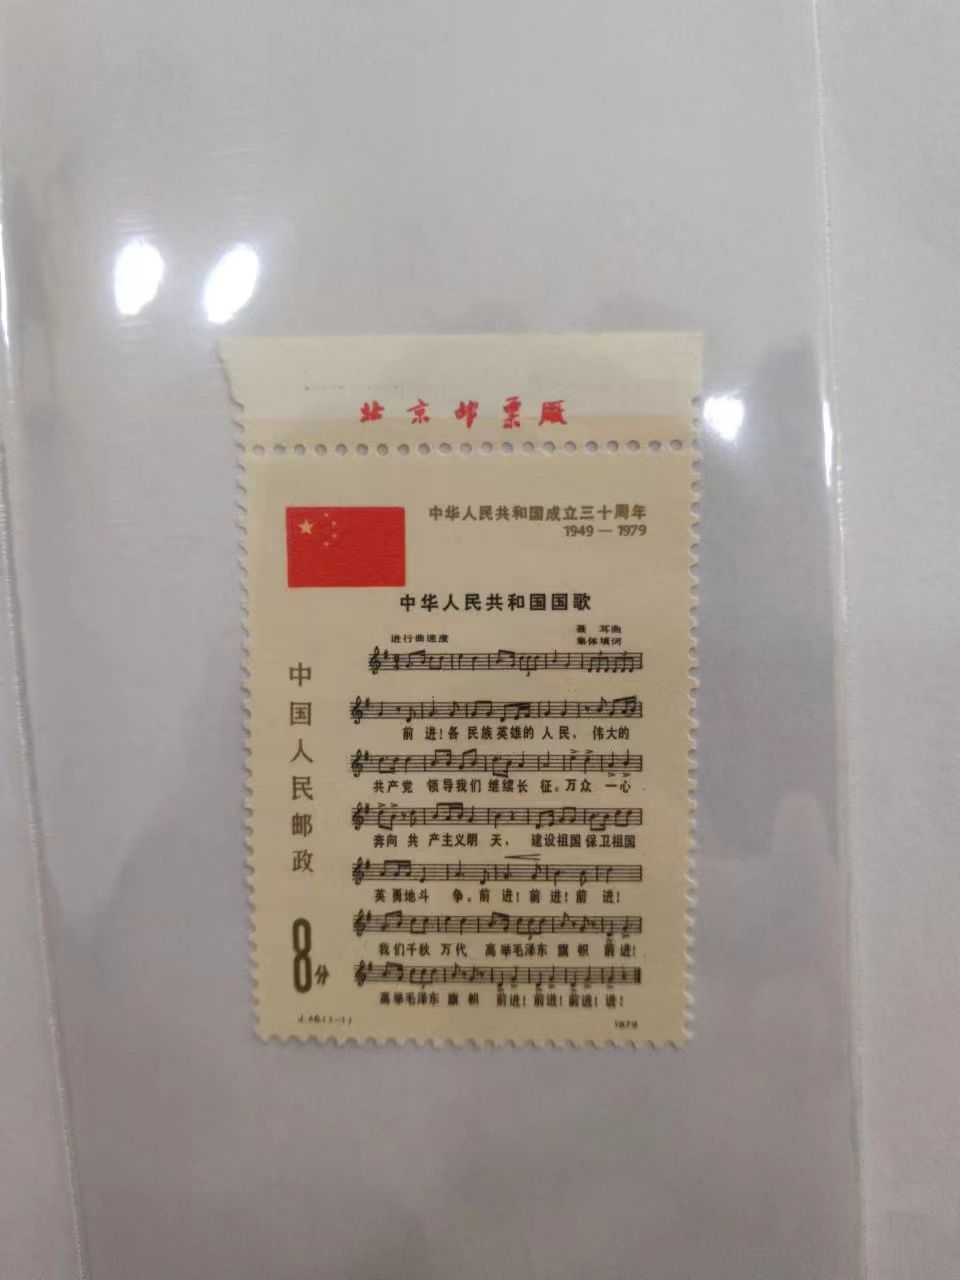 北京邮票厂
中华人民共和国成立三十周年
1949—1979
中华人民共和国国歌
聂 耳曲
进行曲速度
集体填词
前 进！各 民族英雄的 人民， 伟大的
共产党 领导我们 继续长 征。万众 一心
奔向 共 产主义明 天， 建设祖国 保卫祖国
英 勇地斗 争。前 进！前 进！前 进！
我们千秋 万代 高 举毛泽东 旗 帜 前进！
高举毛泽东 旗 帜 前进！前进！前进！进！
中国人民邮政
8分
J.46.(1-1)
1979